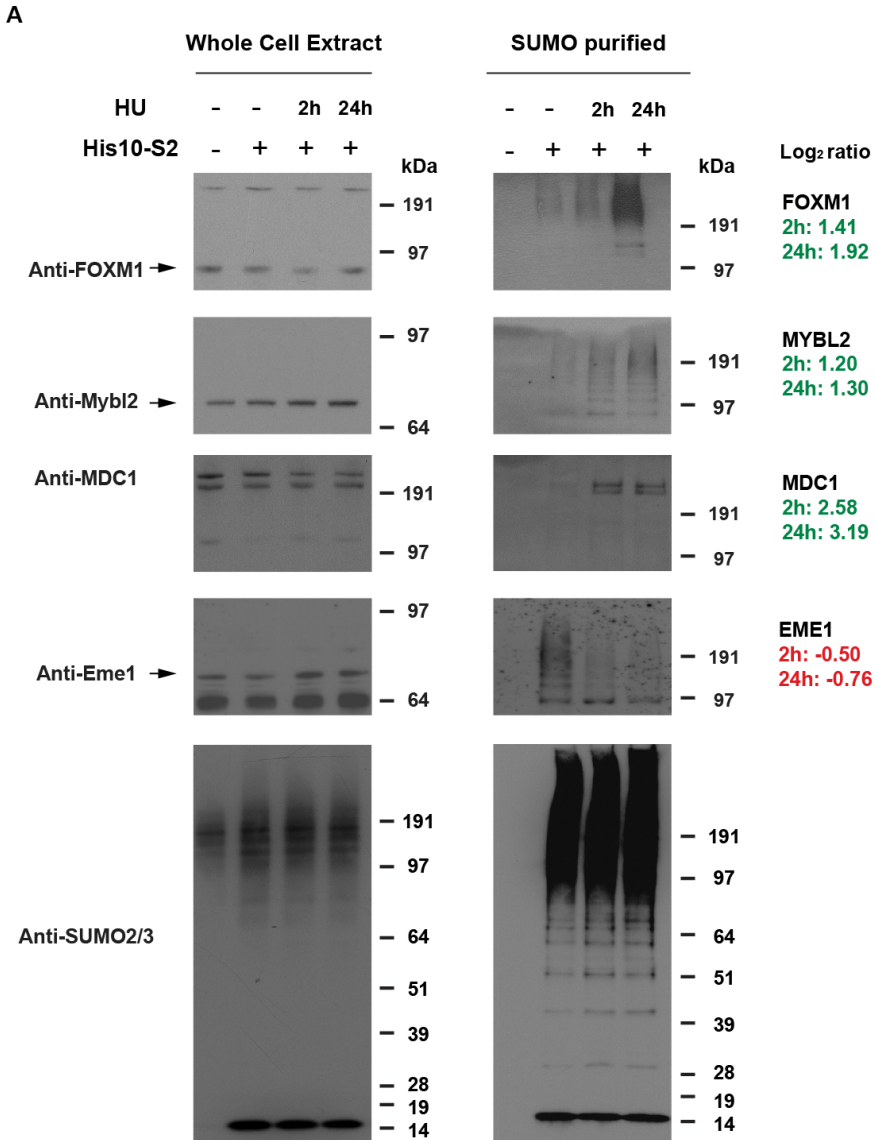 A
Whole Cell Extract
SUMO purified
HU - - 2h 24h - - 2h 24h
His10-S2 - + + + - + + + Log₂ ratio
kDa kDa
Anti-FOXM1
191
97
191
97
FOXM1
2h: 1.41
24h: 1.92
Anti-Mybl2
97
64
191
97
MYBL2
2h: 1.20
24h: 1.30
Anti-MDC1
191
97
191
97
MDC1
2h: 2.58
24h: 3.19
Anti-Eme1
97
64
191
97
EME1
2h: -0.50
24h: -0.76
Anti-SUMO2/3
191
97
64
51
39
28
19
14
191
97
64
51
39
28
19
14